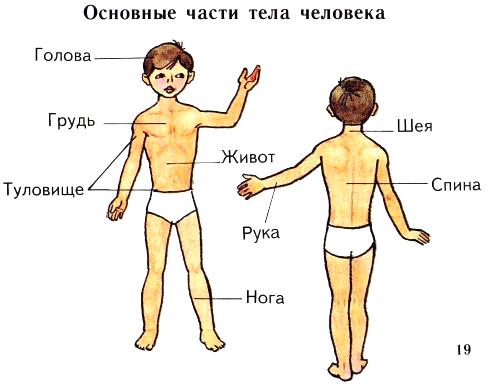 Основные части тела человека
Голова
Грудь
Шея
Живот
Туловище
Спина
Рука
Нога
19